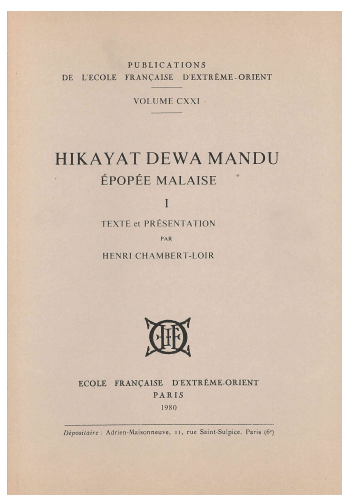 PUBLICATIONS
DE L'ECOLE FRANÇAISE D'EXTRÊME-ORIENT
VOLUME CXXI
HIKAYAT DEWA MANDU
ÉPOPÉE MALAISE
I
TEXTE et PRÉSENTATION
PAR
HENRI CHAMBERT-LOIR
ECOLE FRANÇAISE D'EXTRÊME-ORIENT
PARIS
1980
Dépositaire : Adrien-Maisonneuve, 11, rue Saint-Sulpice, Paris (6e)